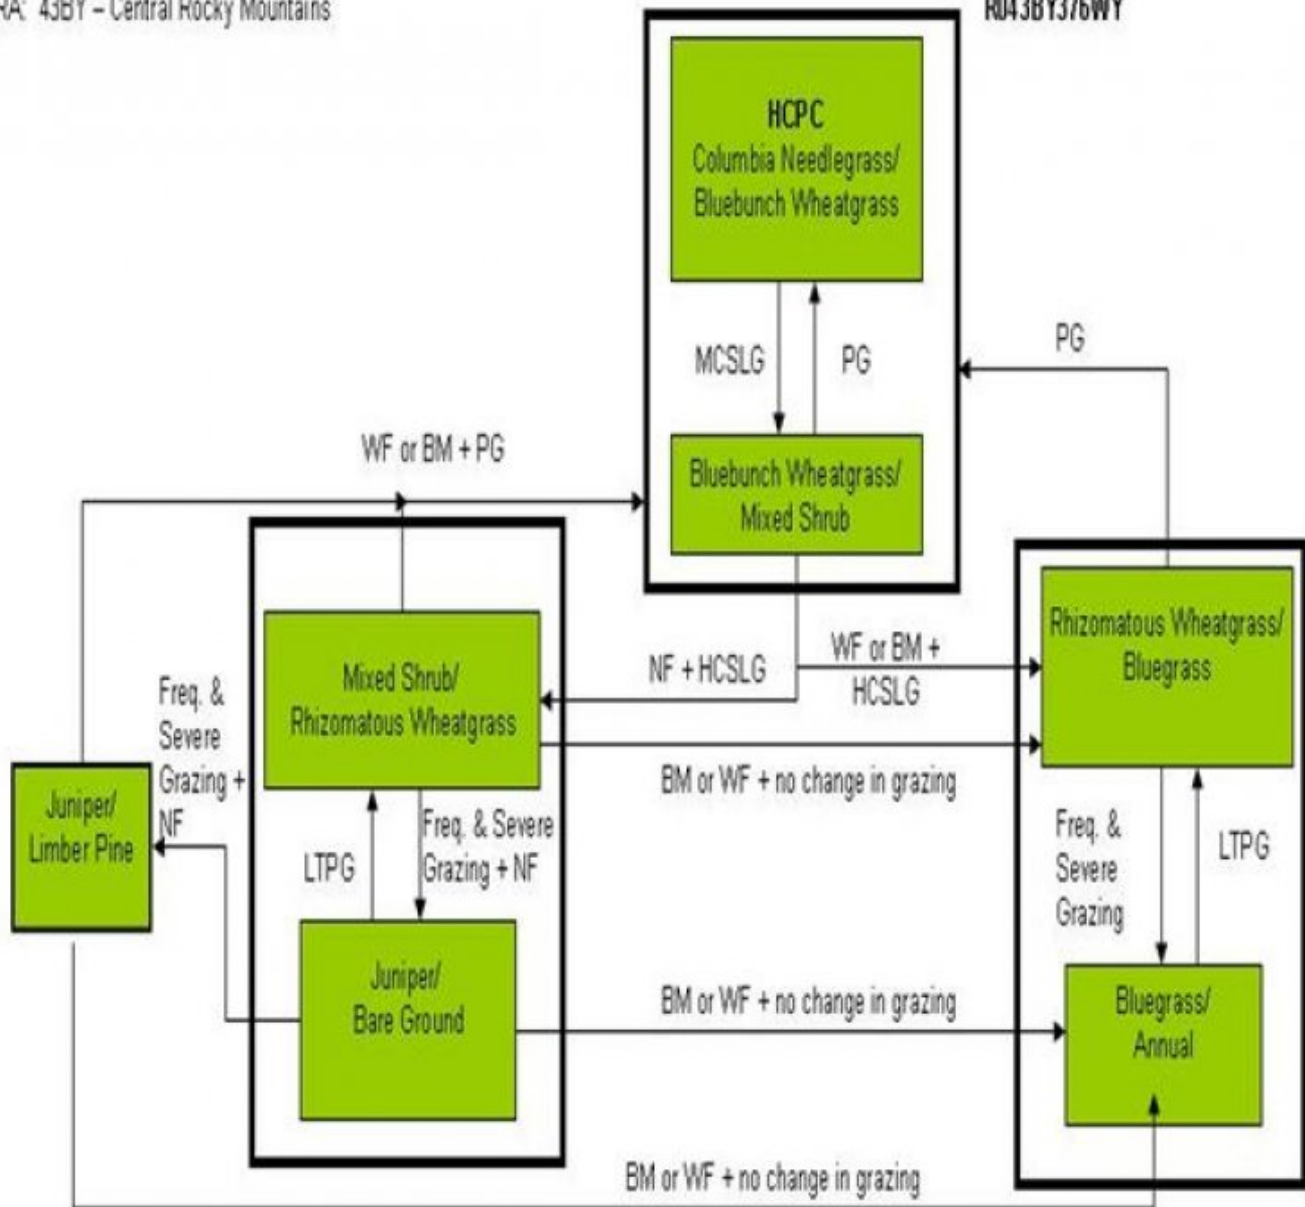 RA: 43BY – Central Rocky Mountains
R043BY376WY
HCPC
Columbia Needlegrass/
Bluebunch Wheatgrass
MCSLG
PG
PG
WF or BM + PG
Bluebunch Wheatgrass/
Mixed Shrub
Rhizomatous Wheatgrass/
Bluegrass
WF or BM +
HCSLG
NF + HCSLG
Mixed Shrub/
Rhizomatous Wheatgrass
Freq. &
Severe
Grazing +
NF
BM or WF + no change in grazing
Juniper/
Limber Pine
Freq. & Severe
Grazing + NF
LTPG
Freq. &
Severe
Grazing
LTPG
Juniper/
Bare Ground
BM or WF + no change in grazing
Bluegrass/
Annual
BM or WF + no change in grazing